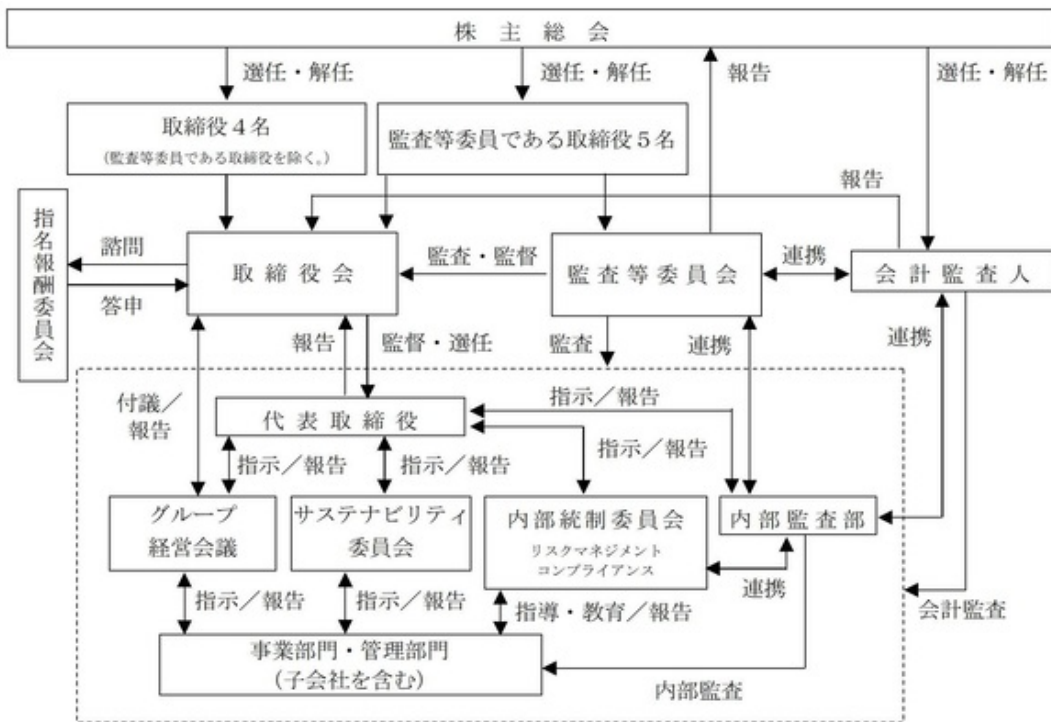 株主総会
選任・解任
選任・解任
報告
選任・解任
取締役4名
(監査等委員である取締役を除く。)
監査等委員である取締役5名
報告
指名報酬委員会
諮問
答申
取締役会
監査・監督
監査等委員会
連携
会計監査人
報告
監督・選任
監査
連携
連携
付議/
報告
代表取締役
指示/報告
指示/報告
指示/報告
指示/報告
グループ
経営会議
サステナビリティ
委員会
内部統制委員会
リスクマネジメント
コンプライアンス
内部監査部
連携
指示/報告
指示/報告
指導・教育/報告
会計監査
事業部門・管理部門
(子会社を含む)
内部監査